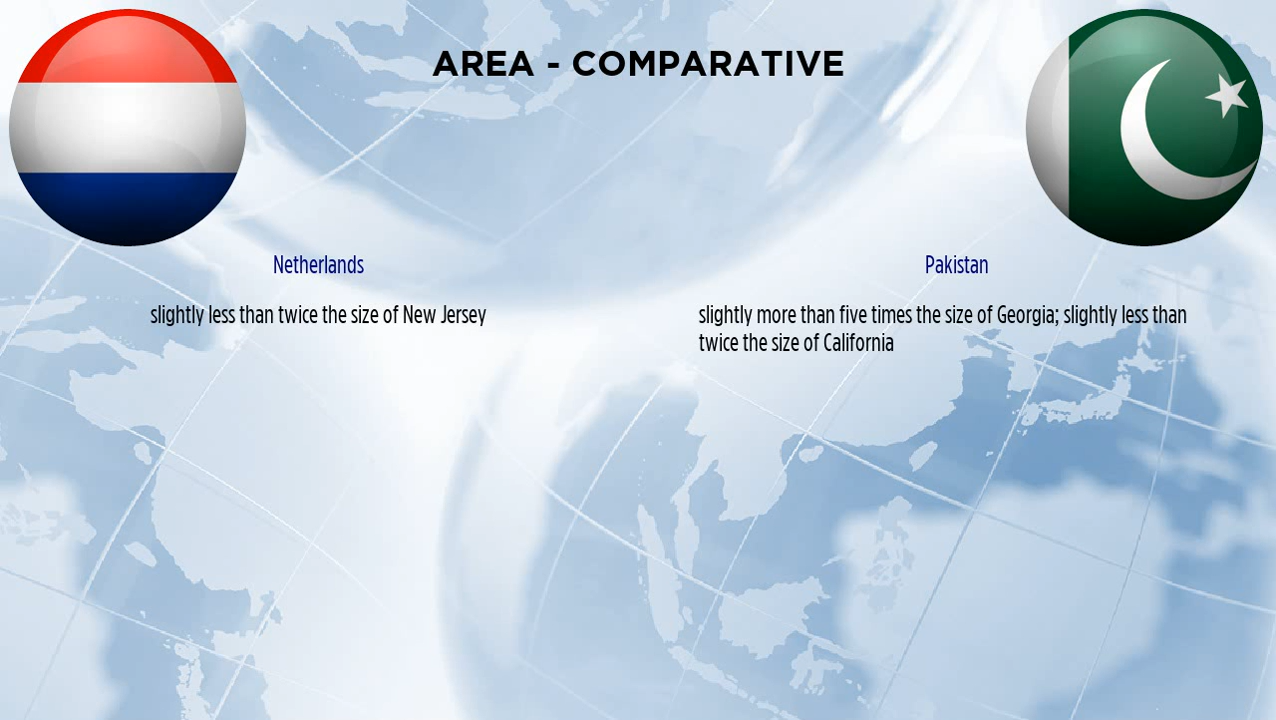 AREA - COMPARATIVE
Netherlands
slightly less than twice the size of New Jersey
Pakistan
slightly more than five times the size of Georgia; slightly less than
twice the size of California